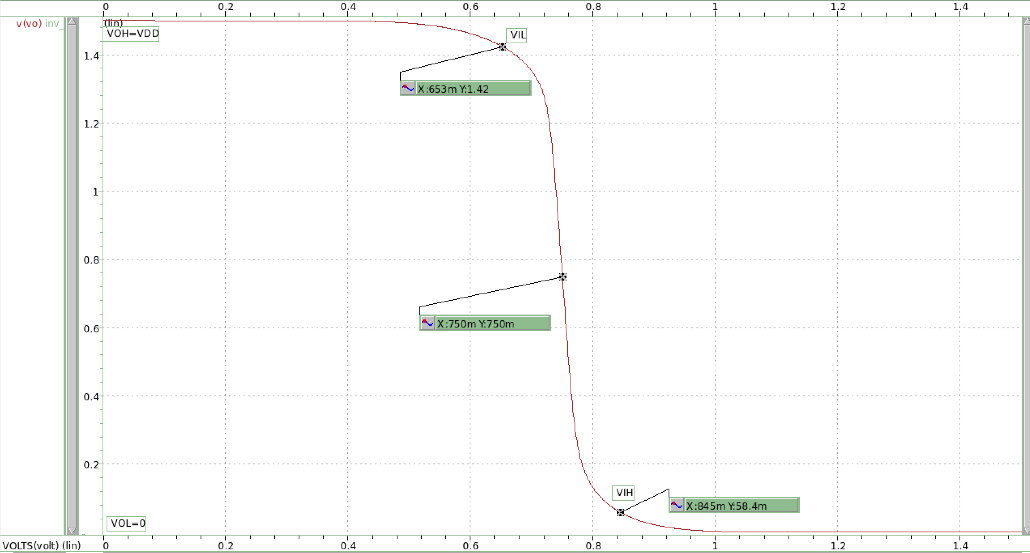 0 0.2 0.4 0.6 0.8 1 1.2 1.4
v(vo) inv_
(lin)
VOH=VDD
VIL
1.4
X:653m Y:1.42
1.2
1
0.8
X:750m Y:750m
0.6
0.4
0.2
VIH
X:845m Y:58.4m
VOL=0
VOLTS(volt) (lin) 0 0.2 0.4 0.6 0.8 1 1.2 1.4